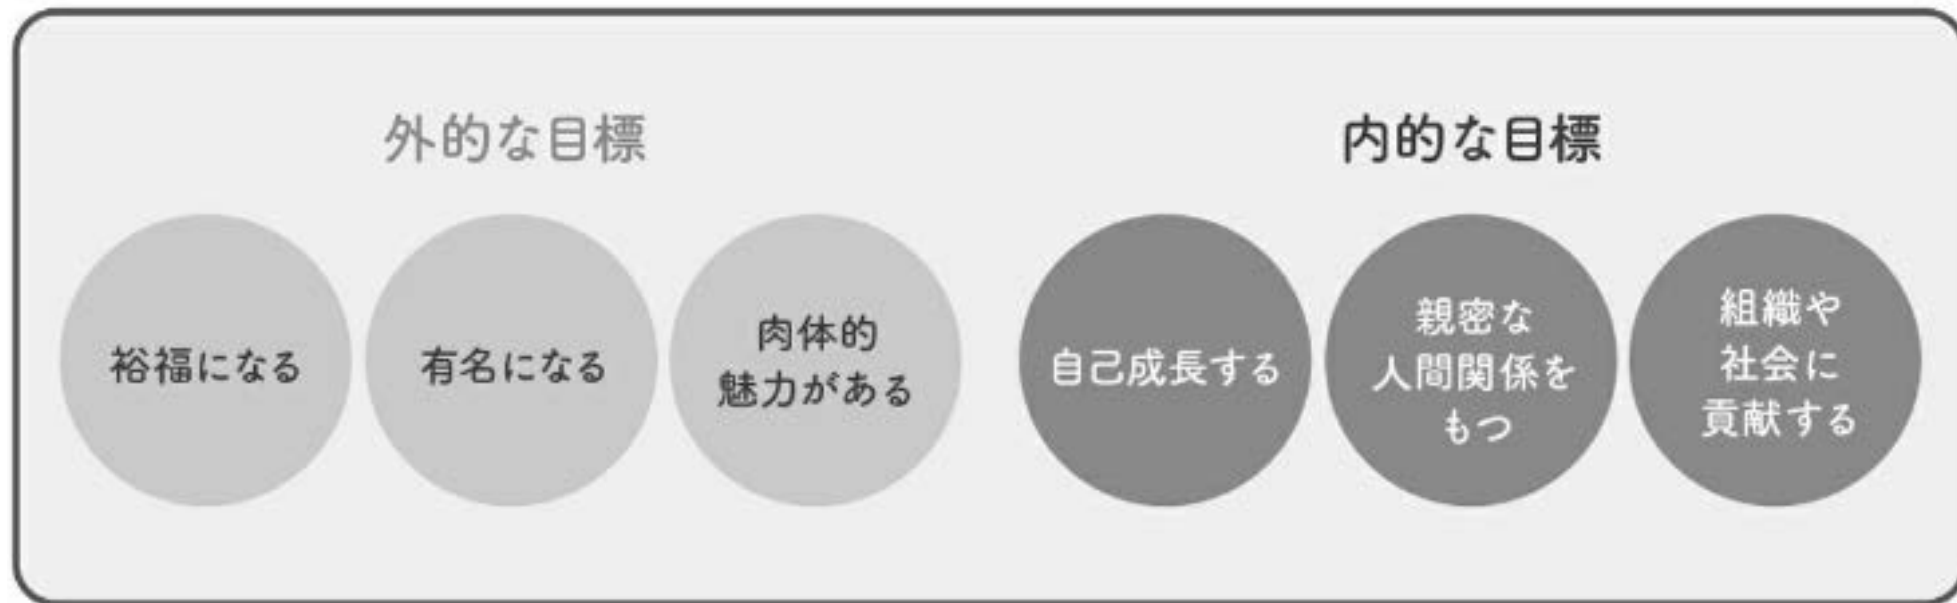 外的な目標
裕福になる
有名になる
肉体的
魅力がある
内的な目標
自己成長する
親密な
人間関係を
もつ
組織や
社会に
貢献する